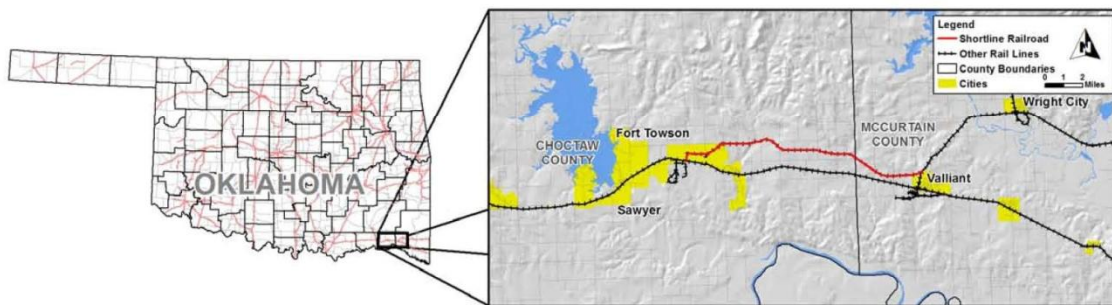 OKLAHOMA
Legend
Shortline Railroad
Other Rail Lines
County Boundaries
Cities
N
0 1 2
Miles
Wright City
Fort Towson
CHOCTAW
COUNTY
MCCURTAIN
COUNTY
Valliant
Sawyer